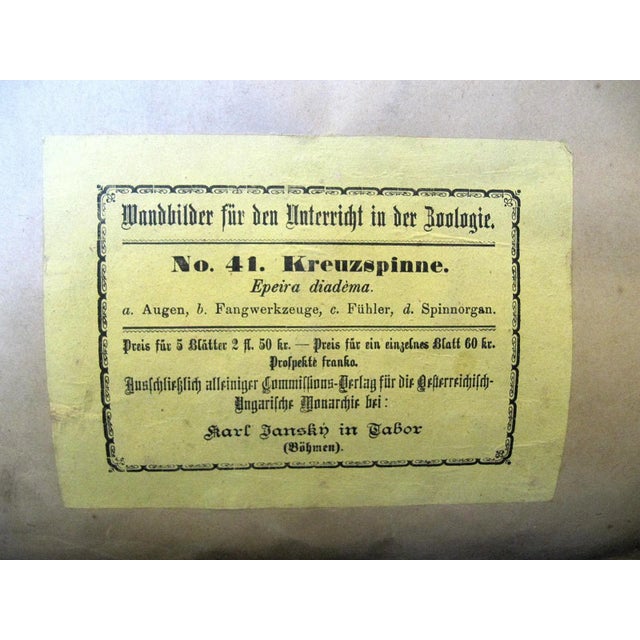 Wandbilder für den Unterricht in der Zoologie.
No. 41. Kreuzspinne.
Epeira diadèma.
a. Augen, b. Fangwerkzeuge, c. Fühler, d. Spinnorgan.
Preis für 5 Blätter 2 fl. 50 kr. — Preis für ein einzelnes Blatt 60 kr.
Prospekte franko.
Ausschließlich alleiniger Commissions-Verlag für die Oesterreichisch-
Ungarische Monarchie bei:
Karl Janský in Tabor
(Böhmen).